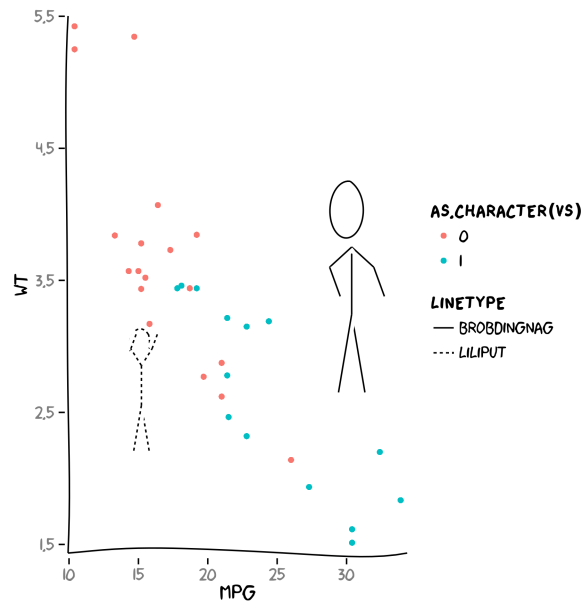 5,5
4,5
3,5
2,5
1,5
WT
10 15 20 25 30
MPG
AS.CHARACTER(VS)
0
1
LINETYPE
BROBDINGNAG
LILIPUT